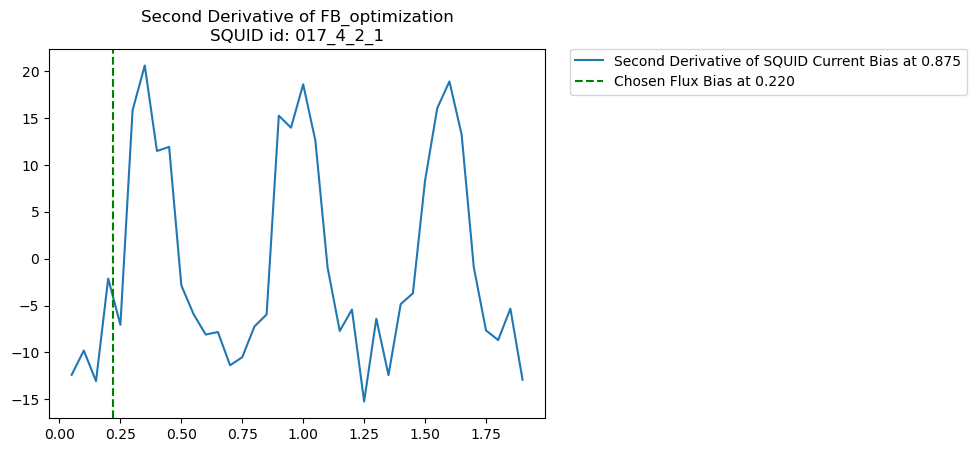 Second Derivative of FB_optimization
SQUID id: 017_4_2_1
Second Derivative of SQUID Current Bias at 0.875
Chosen Flux Bias at 0.220
20
15
10
5
0
−5
−10
−15
0.00 0.25 0.50 0.75 1.00 1.25 1.50 1.75